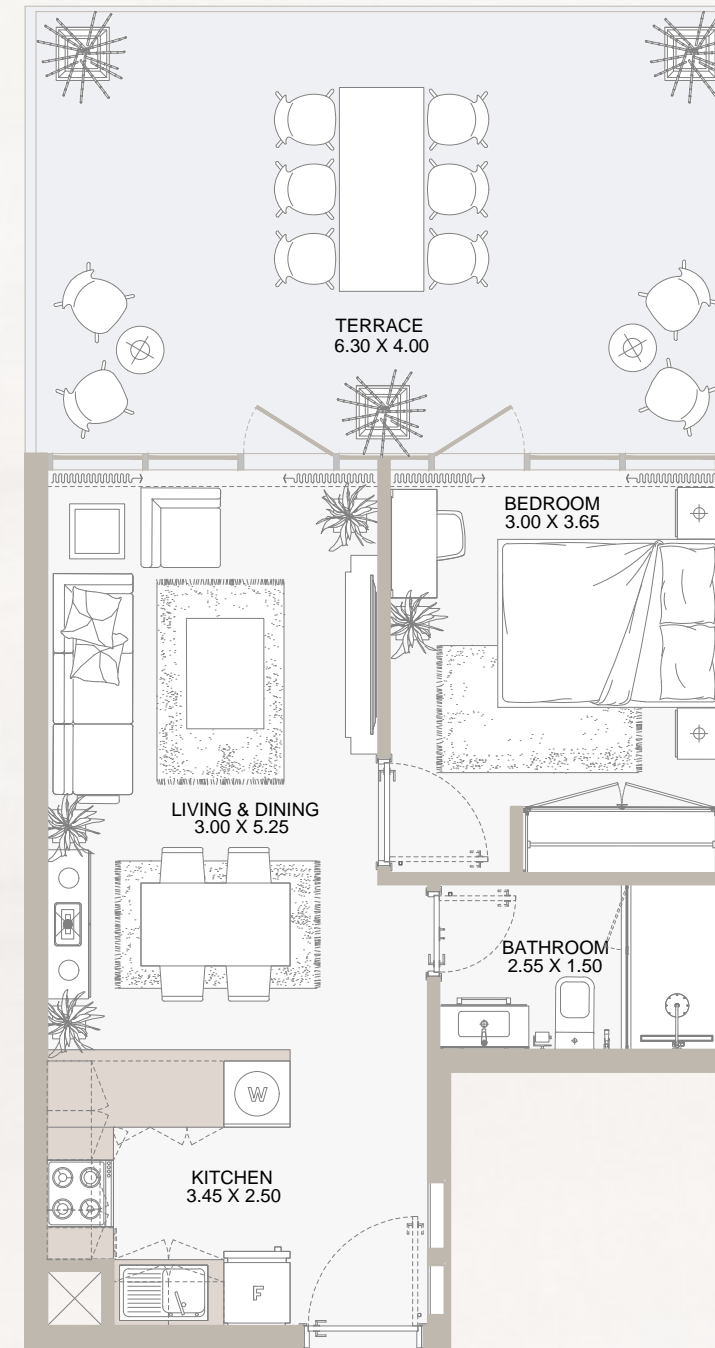 TERRACE
6.30 X 4.00
BEDROOM
3.00 X 3.65
LIVING & DINING
3.00 X 5.25
BATHROOM
2.55 X 1.50
W
KITCHEN
3.45 X 2.50
F